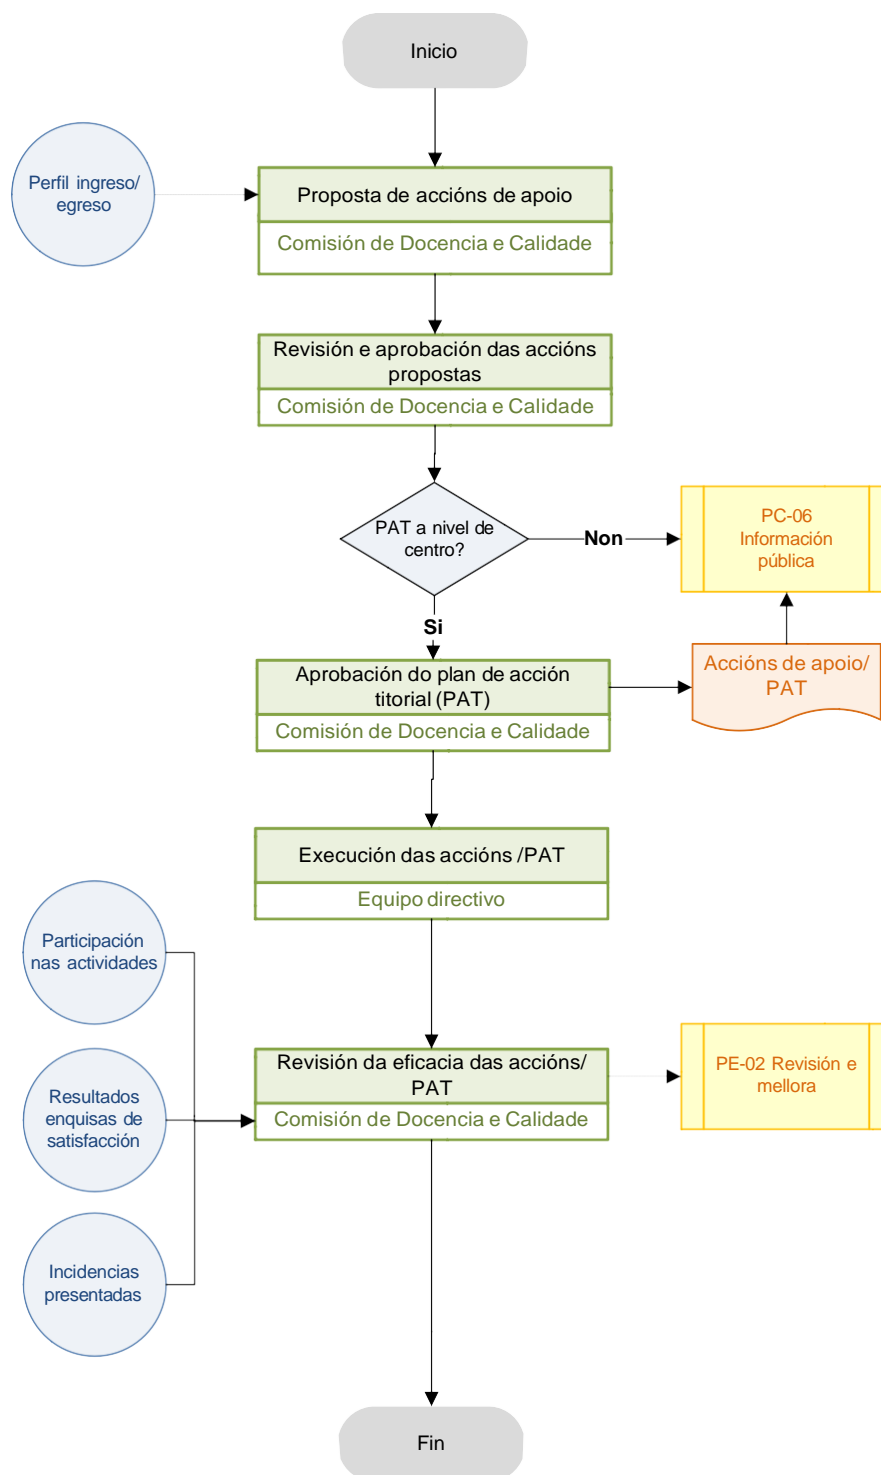 Inicio
Perfil ingreso/
egreso
Proposta de accións de apoio
Comisión de Docencia e Calidade
Revisión e aprobación das accións
propostas
Comisión de Docencia e Calidade
PAT a nivel de
centro?
Non
PC-06
Información
pública
Si
Aprobación do plan de acción
titorial (PAT)
Comisión de Docencia e Calidade
Accións de apoio/
PAT
Execución das accións /PAT
Equipo directivo
Participación
nas actividades
Revisión da eficacia das accións/
PAT
Comisión de Docencia e Calidade
PE-02 Revisión e
mellora
Resultados
enquisas de
satisfacción
Incidencias
presentadas
Fin